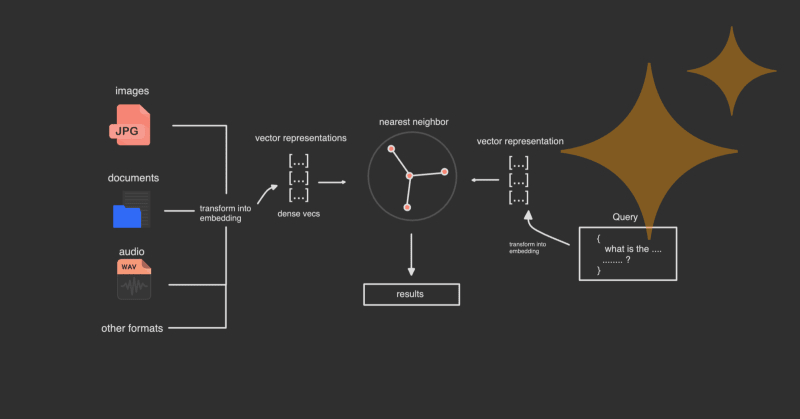 images
JPG
documents
audio
WAV
other formats
transform into
embedding
vector representations
[...]
[...]
[...]
dense vecs
nearest neighbor
results
vector representation
[...]
[...]
[...]
transform into
embedding
Query
{
what is the ....
........ ?
}